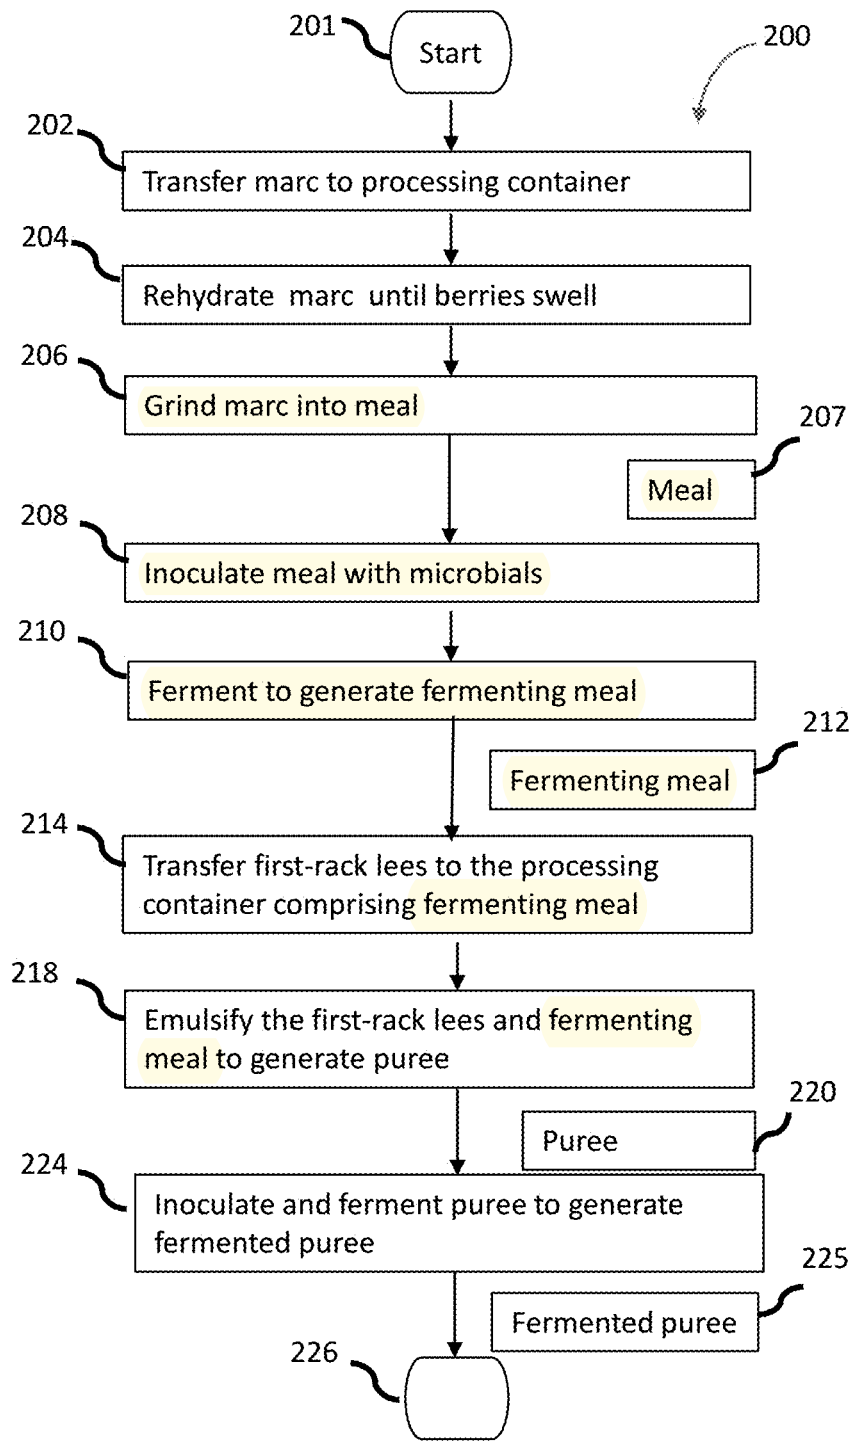 201
Start
200
202
Transfer marc to processing container
204
Rehydrate marc until berries swell
206
Grind marc into meal
207
Meal
208
Inoculate meal with microbials
210
Ferment to generate fermenting meal
212
Fermenting meal
214
Transfer first-rack lees to the processing
container comprising fermenting meal
218
Emulsify the first-rack lees and fermenting
meal to generate puree
220
Puree
224
Inoculate and ferment puree to generate
fermented puree
225
Fermented puree
226